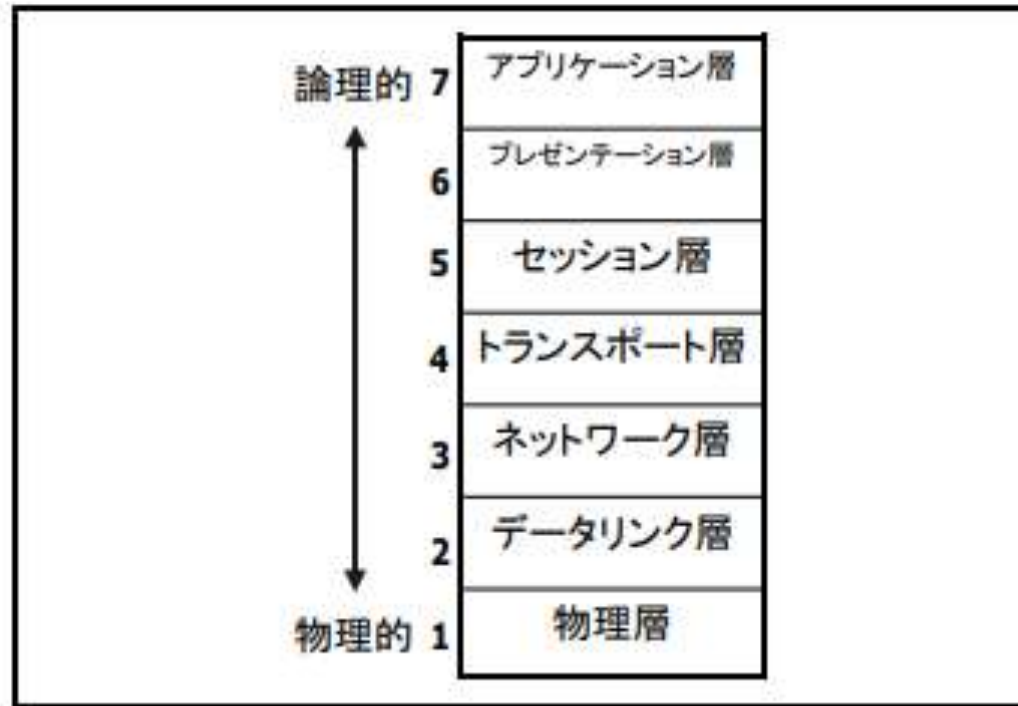 論理的 7 アプリケーション層
6 プレゼンテーション層
5 セッション層
4 トランスポート層
3 ネットワーク層
2 データリンク層
物理的 1 物理層